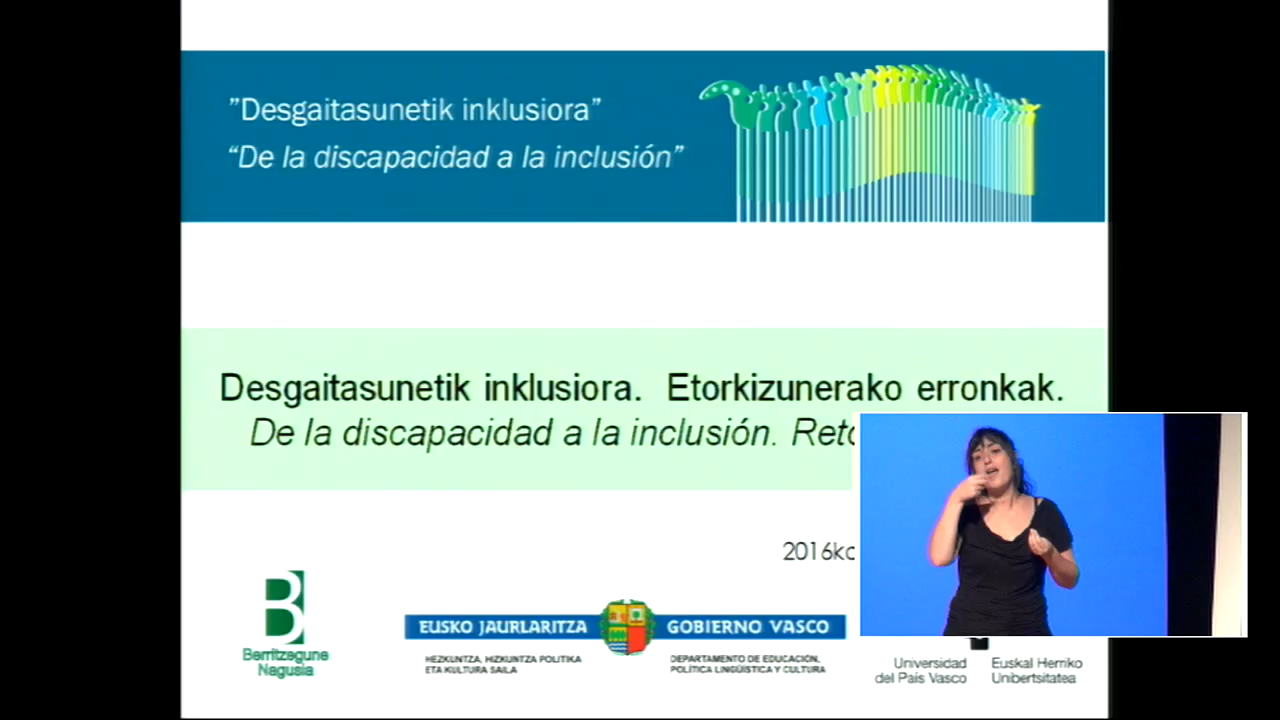 "Desgaitasunetik inklusiora"
"De la discapacidad a la inclusión"
Desgaitasunetik inklusiora. Etorkizunerako erronkak.
De la discapacidad a la inclusión.
B
Berritzegune
Nagusia
EUSKO JAURLARITZA GOBIERNO VASCO
HEZKUNTZA, HIZKUNTZA POLITIKA
ETA KULTURA SAILA
DEPARTAMENTO DE EDUCACIÓN,
POLÍTICA LINGÜÍSTICA Y CULTURA
Universidad
del País Vasco
Euskal Herriko
Unibertsitatea